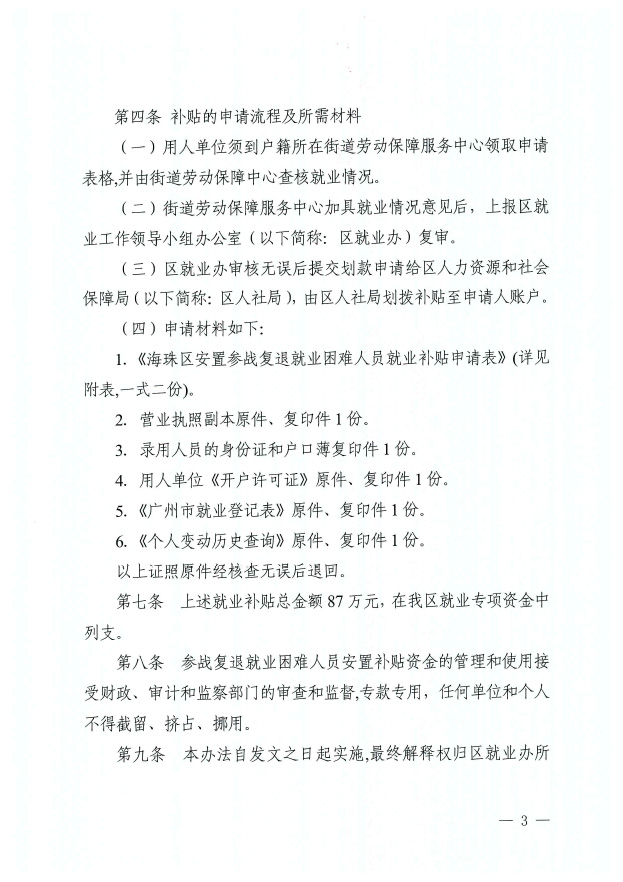 第四条 补贴的申请流程及所需材料
（一）用人单位须到户籍所在街道劳动保障服务中心领取申请
表格,并由街道劳动保障中心查核就业情况。
（二）街道劳动保障服务中心加具就业情况意见后，上报区就
业工作领导小组办公室（以下简称：区就业办）复审。
（三）区就业办审核无误后提交划款申请给区人力资源和社会
保障局（以下简称：区人社局），由区人社局划拨补贴至申请人账户。
（四）申请材料如下：
1.《海珠区安置参战复退就业困难人员就业补贴申请表》(详见
附表,一式二份)。
2. 营业执照副本原件、复印件1份。
3. 录用人员的身份证和户口薄复印件1份。
4. 用人单位《开户许可证》原件、复印件1份。
5.《广州市就业登记表》原件、复印件1份。
6.《个人变动历史查询》原件、复印件1份。
以上证照原件经核查无误后退回。
第七条 上述就业补贴总金额87万元，在我区就业专项资金中
列支。
第八条 参战复退就业困难人员安置补贴资金的管理和使用接
受财政、审计和监察部门的审查和监督,专款专用，任何单位和个人
不得截留、挤占、挪用。
第九条 本办法自发文之日起实施,最终解释权归区就业办所
— 3 —